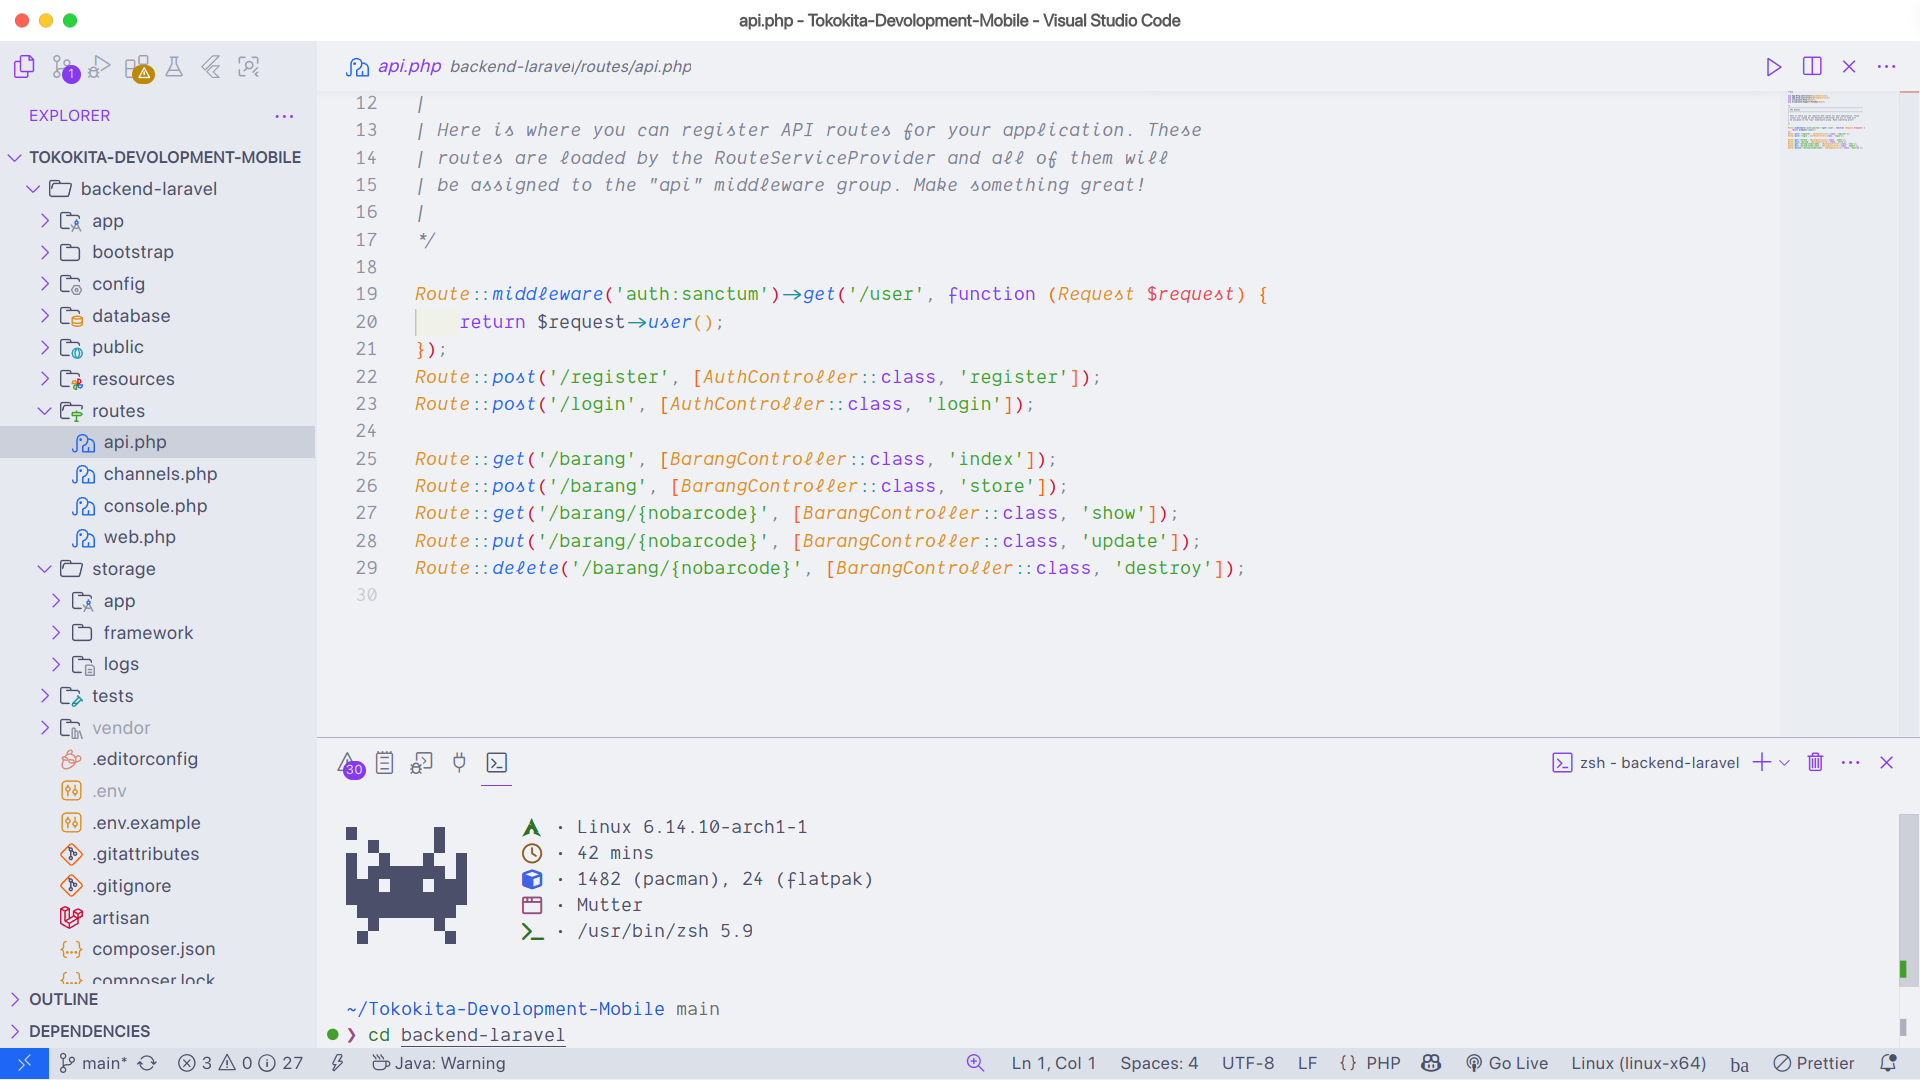 api.php - Tokokita-Devolopment-Mobile - Visual Studio Code
1
api.php backend-laravel/routes/api.php
EXPLORER
TOKOKITA-DEVOLOPMENT-MOBILE
backend-laravel
app
bootstrap
config
database
public
resources
routes
api.php
channels.php
console.php
web.php
storage
app
framework
logs
tests
vendor
.editorconfig
.env
.env.example
.gitattributes
.gitignore
artisan
composer.json
composer.lock
OUTLINE
DEPENDENCIES
12 |
13 | Here is where you can register API routes for your application. These
14 | routes are loaded by the RouteServiceProvider and all of them will
15 | be assigned to the "api" middleware group. Make something great!
16 |
17 */
18
19 Route::middleware('auth:sanctum')->get('/user', function (Request $request) {
20     return $request->user();
21 });
22 Route::post('/register', [AuthController::class, 'register']);
23 Route::post('/login', [AuthController::class, 'login']);
24
25 Route::get('/barang', [BarangController::class, 'index']);
26 Route::post('/barang', [BarangController::class, 'store']);
27 Route::get('/barang/{nobarcode}', [BarangController::class, 'show']);
28 Route::put('/barang/{nobarcode}', [BarangController::class, 'update']);
29 Route::delete('/barang/{nobarcode}', [BarangController::class, 'destroy']);
30
30
zsh - backend-laravel
· Linux 6.14.10-arch1-1
· 42 mins
· 1482 (pacman), 24 (flatpak)
· Mutter
· /usr/bin/zsh 5.9
~/Tokokita-Devolopment-Mobile main
❯ cd backend-laravel
main* 3 0 27 Java: Warning Ln 1, Col 1 Spaces: 4 UTF-8 LF {} PHP Go Live Linux (linux-x64) ba Prettier